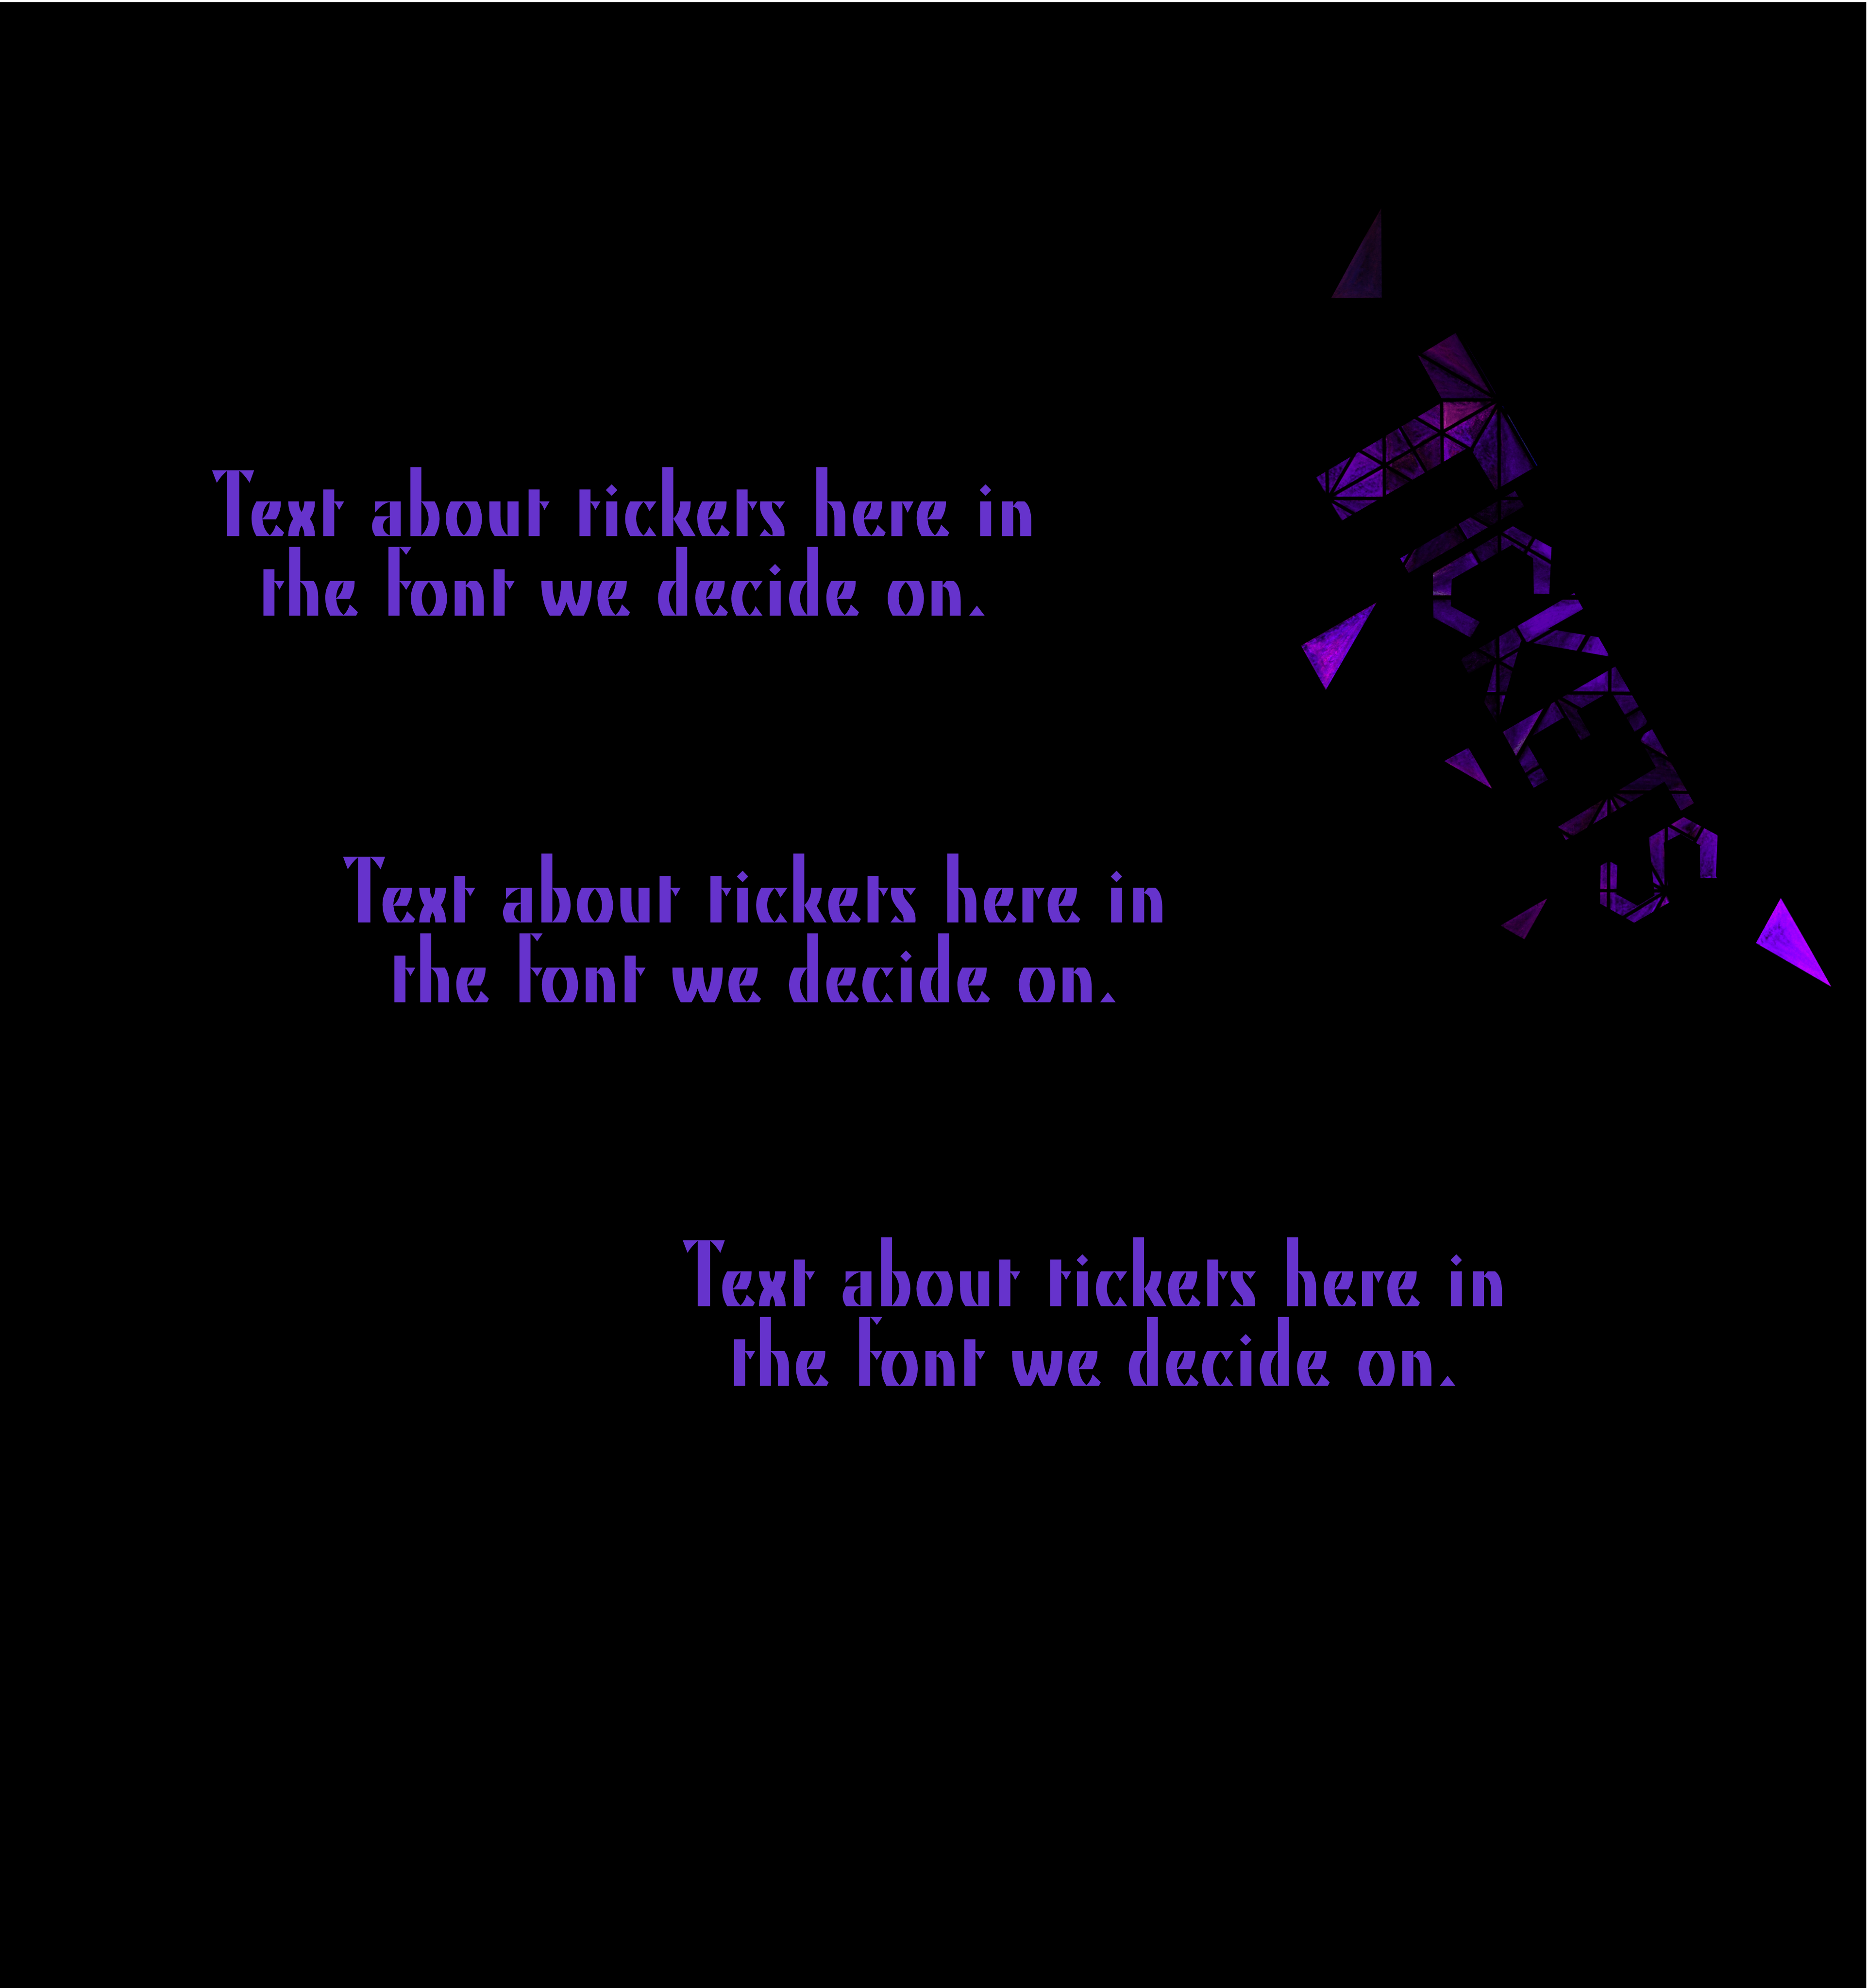 TICKETS
Text about tickets here in
the font we decide on.
Text about tickets here in
the font we decide on.
Text about tickets here in
the font we decide on.